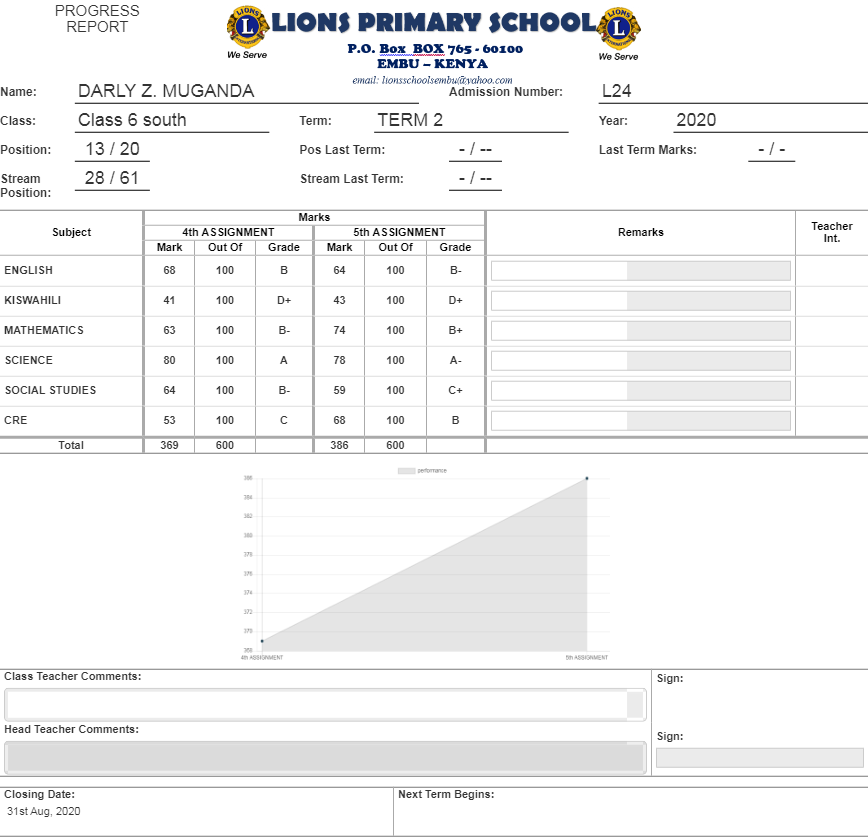 PROGRESS
REPORT
LIONS PRIMARY SCHOOL
LIONS L INTERNATIONAL
We Serve
LIONS L INTERNATIONAL
We Serve
P.O. Box BOX 765 - 60100
EMBU – KENYA
email: lionsschoolsembu@yahoo.com
Name: DARLY Z. MUGANDA Admission Number: L24
Class: Class 6 south Term: TERM 2 Year: 2020
Position: 13 / 20 Pos Last Term: - / -- Last Term Marks: - / -
Stream Position: 28 / 61 Stream Last Term: - / --
Subject Marks Remarks Teacher Int.
4th ASSIGNMENT 5th ASSIGNMENT
Mark Out Of Grade Mark Out Of Grade
ENGLISH 68 100 B 64 100 B-
KISWAHILI 41 100 D+ 43 100 D+
MATHEMATICS 63 100 B- 74 100 B+
SCIENCE 80 100 A 78 100 A-
SOCIAL STUDIES 64 100 B- 59 100 C+
CRE 53 100 C 68 100 B
Total 369 600 386 600
performance
386
384
382
380
378
376
374
372
370
368
4th ASSIGNMENT 5th ASSIGNMENT
Class Teacher Comments: Sign:
Head Teacher Comments: Sign:
Closing Date: Next Term Begins:
31st Aug, 2020